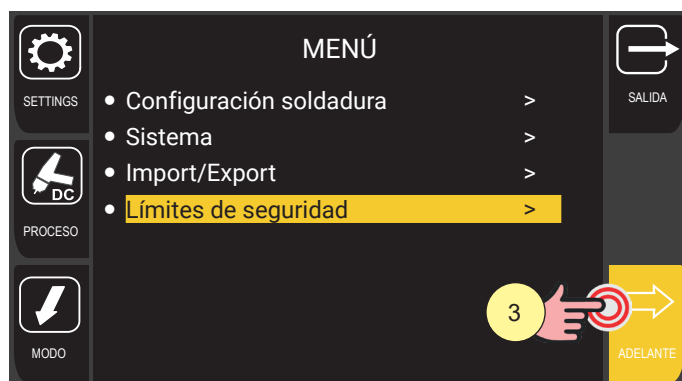 MENÚ
SETTINGS
SALIDA
• Configuración soldadura >
• Sistema >
• Import/Export >
• Límites de seguridad >
DC
PROCESO
3
MODO
ADELANTE